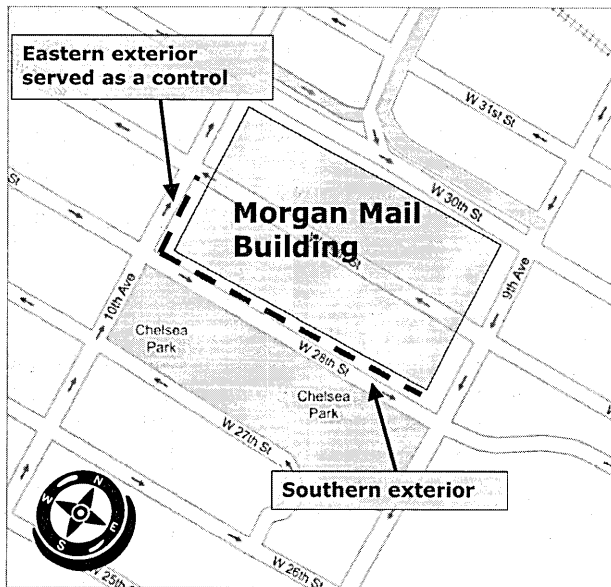 Eastern exterior
served as a control
W 31st St
W 30th St
Morgan Mail
Building
St
St
10th Ave
9th Ave
Chelsea
Park
W 28th St
Chelsea
Park
W 27th St
Southern exterior
N
W
E
S
W 26th St
W 25th